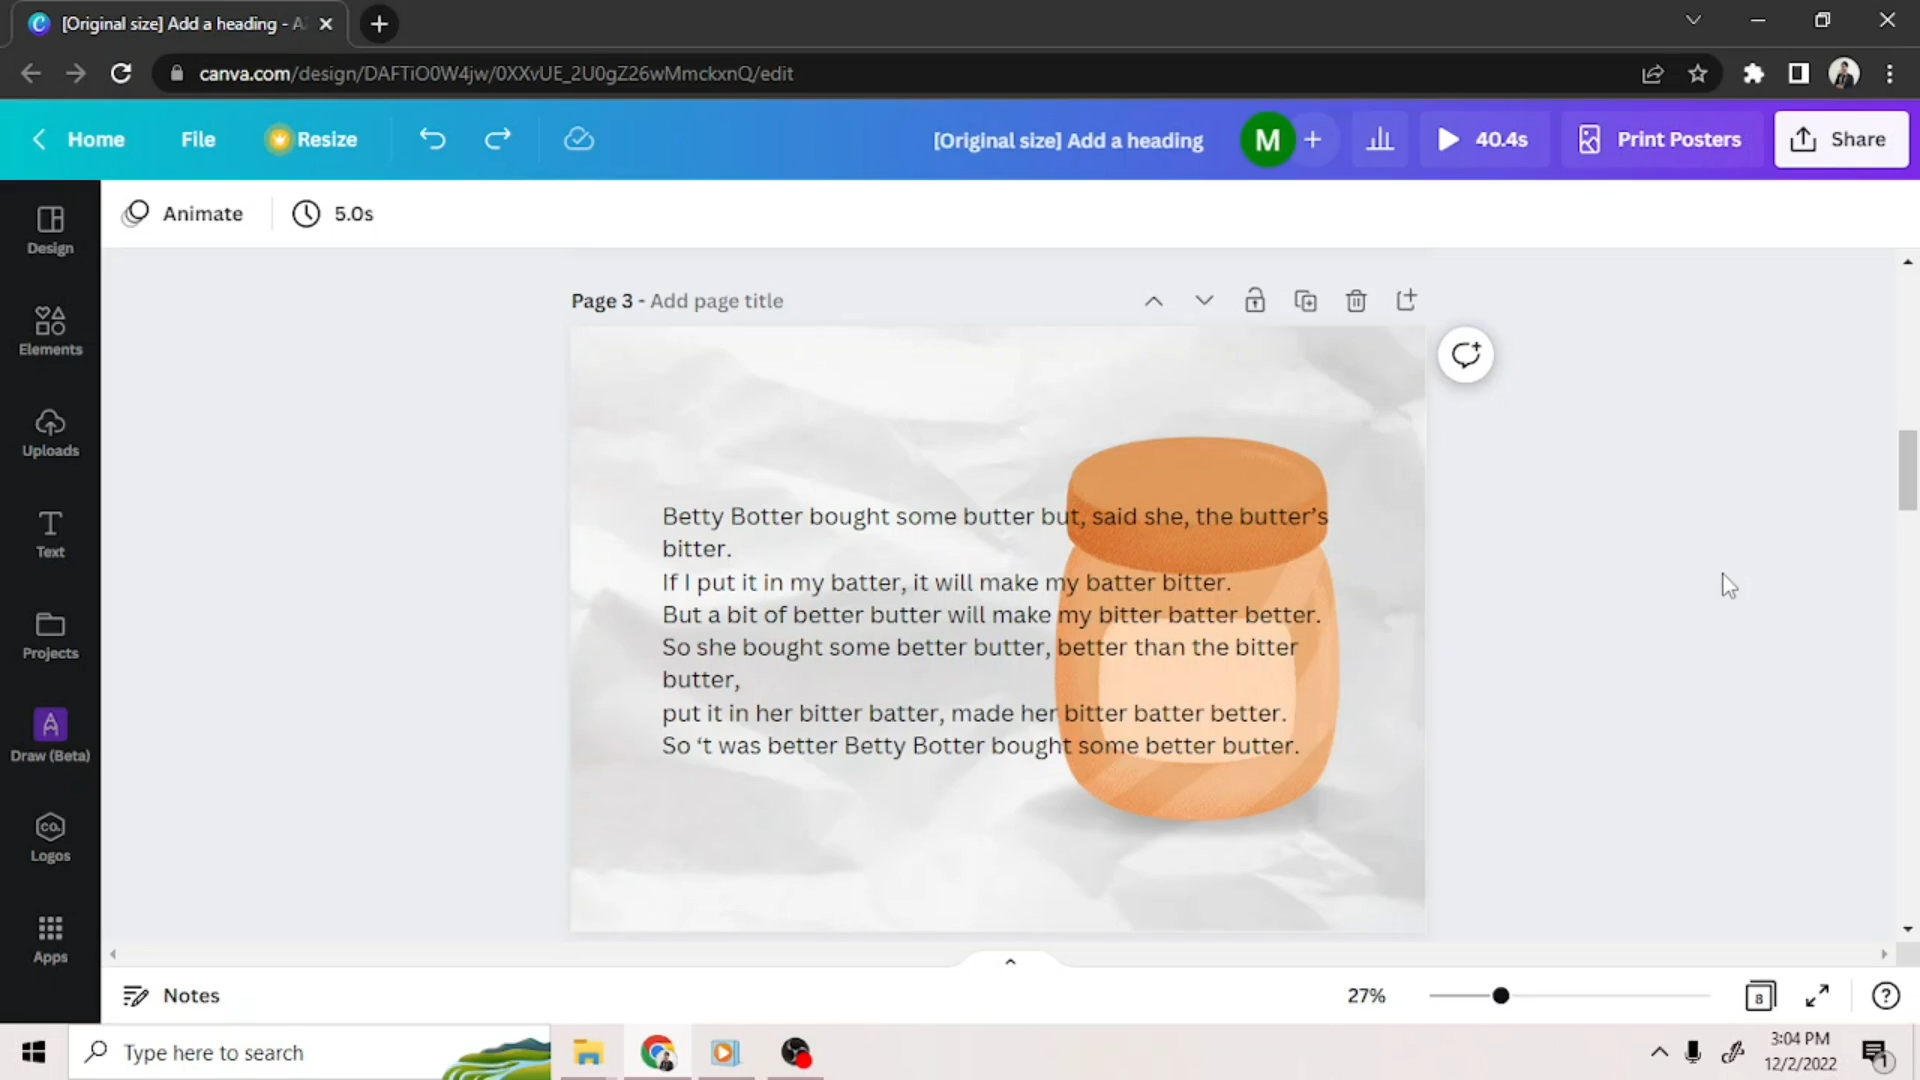 [Original size] Add a heading - A
canva.com/design/DAFTiO0W4jw/0XXvUE_2U0gZ26wMmckxnQ/edit
Home File Resize [Original size] Add a heading M 40.4s Print Posters Share
Animate 5.0s
Design
Elements
Uploads
Text
Projects
Draw (Beta)
CO.
Logos
Apps
Page 3 - Add page title
Betty Botter bought some butter but, said she, the butter’s
bitter.
If I put it in my batter, it will make my batter bitter.
But a bit of better butter will make my bitter batter better.
So she bought some better butter, better than the bitter
butter,
put it in her bitter batter, made her bitter batter better.
So ‘t was better Betty Botter bought some better butter.
Notes 27% 8
Type here to search
3:04 PM
12/2/2022
1